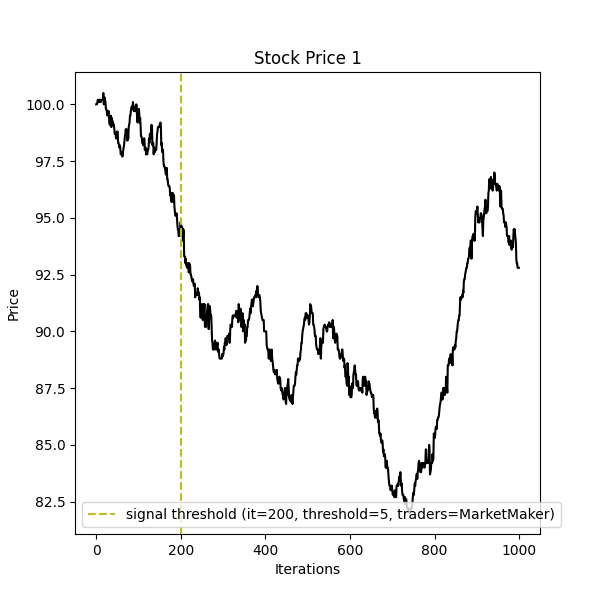 Stock Price 1
Price
100.0
97.5
95.0
92.5
90.0
87.5
85.0
82.5
signal threshold (it=200, threshold=5, traders=MarketMaker)
0 200 400 600 800 1000
Iterations